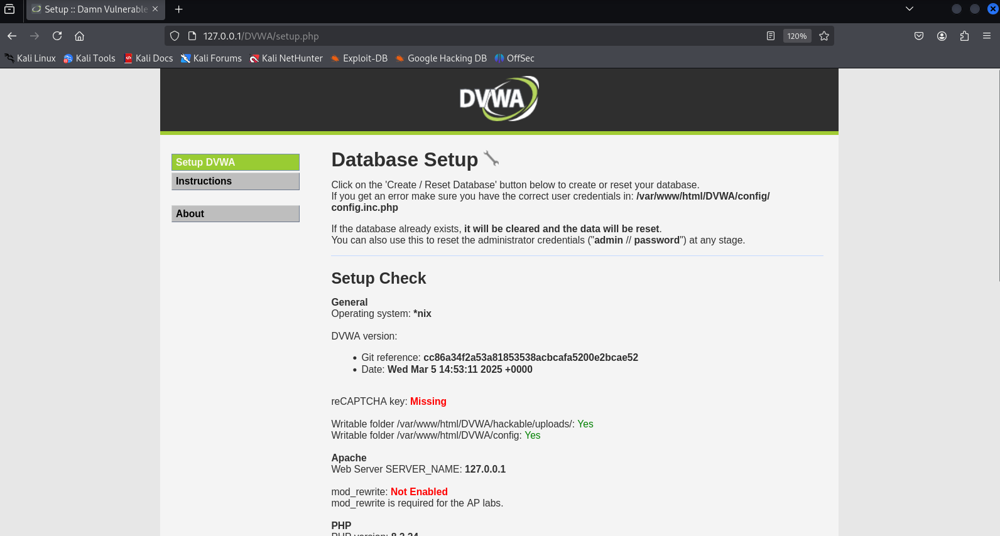 Setup :: Damn Vulnerable
127.0.0.1/DVWA/setup.php
120%
Kali Linux
Kali Tools
Kali Docs
Kali Forums
Kali NetHunter
Exploit-DB
Google Hacking DB
OffSec
DVWA
Setup DVWA
Instructions
About
Database Setup
Click on the 'Create / Reset Database' button below to create or reset your database.
If you get an error make sure you have the correct user credentials in: /var/www/html/DVWA/config/
config.inc.php
If the database already exists, it will be cleared and the data will be reset.
You can also use this to reset the administrator credentials ("admin // password") at any stage.
Setup Check
General
Operating system: *nix
DVWA version:
• Git reference: cc86a34f2a53a81853538acbcafa5200e2bcae52
• Date: Wed Mar 5 14:53:11 2025 +0000
reCAPTCHA key: Missing
Writable folder /var/www/html/DVWA/hackable/uploads/: Yes
Writable folder /var/www/html/DVWA/config: Yes
Apache
Web Server SERVER_NAME: 127.0.0.1
mod_rewrite: Not Enabled
mod_rewrite is required for the AP labs.
PHP
PHP version: